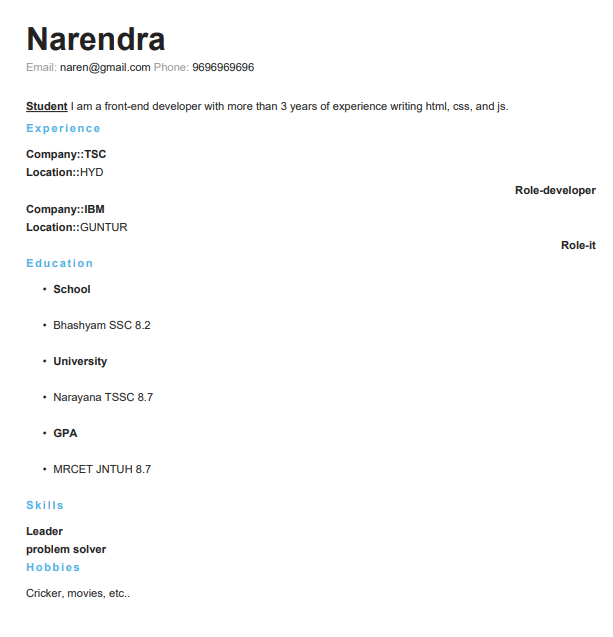 Narendra
Email: naren@gmail.com Phone: 9696969696
Student I am a front-end developer with more than 3 years of experience writing html, css, and js.
Experience
Company::TSC
Location::HYD
Role-developer
Company::IBM
Location::GUNTUR
Role-it
Education
• School
• Bhashyam SSC 8.2
• University
• Narayana TSSC 8.7
• GPA
• MRCET JNTUH 8.7
Skills
Leader
problem solver
Hobbies
Cricker, movies, etc..